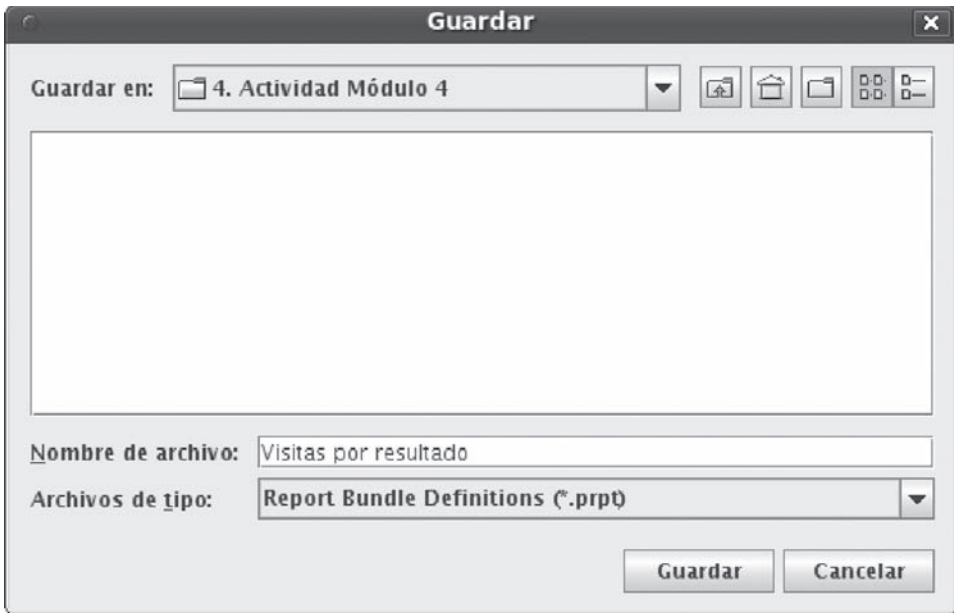 Guardar
Guardar en: 4. Actividad Módulo 4
Nombre de archivo: Visitas por resultado
Archivos de tipo: Report Bundle Definitions (*.prpt)
Guardar Cancelar